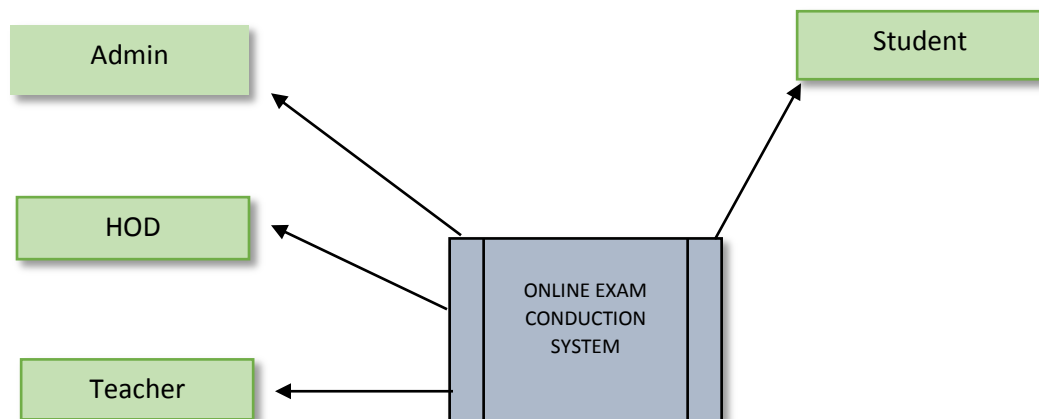 Admin
Student
HOD
ONLINE EXAM
CONDUCTION
SYSTEM
Teacher